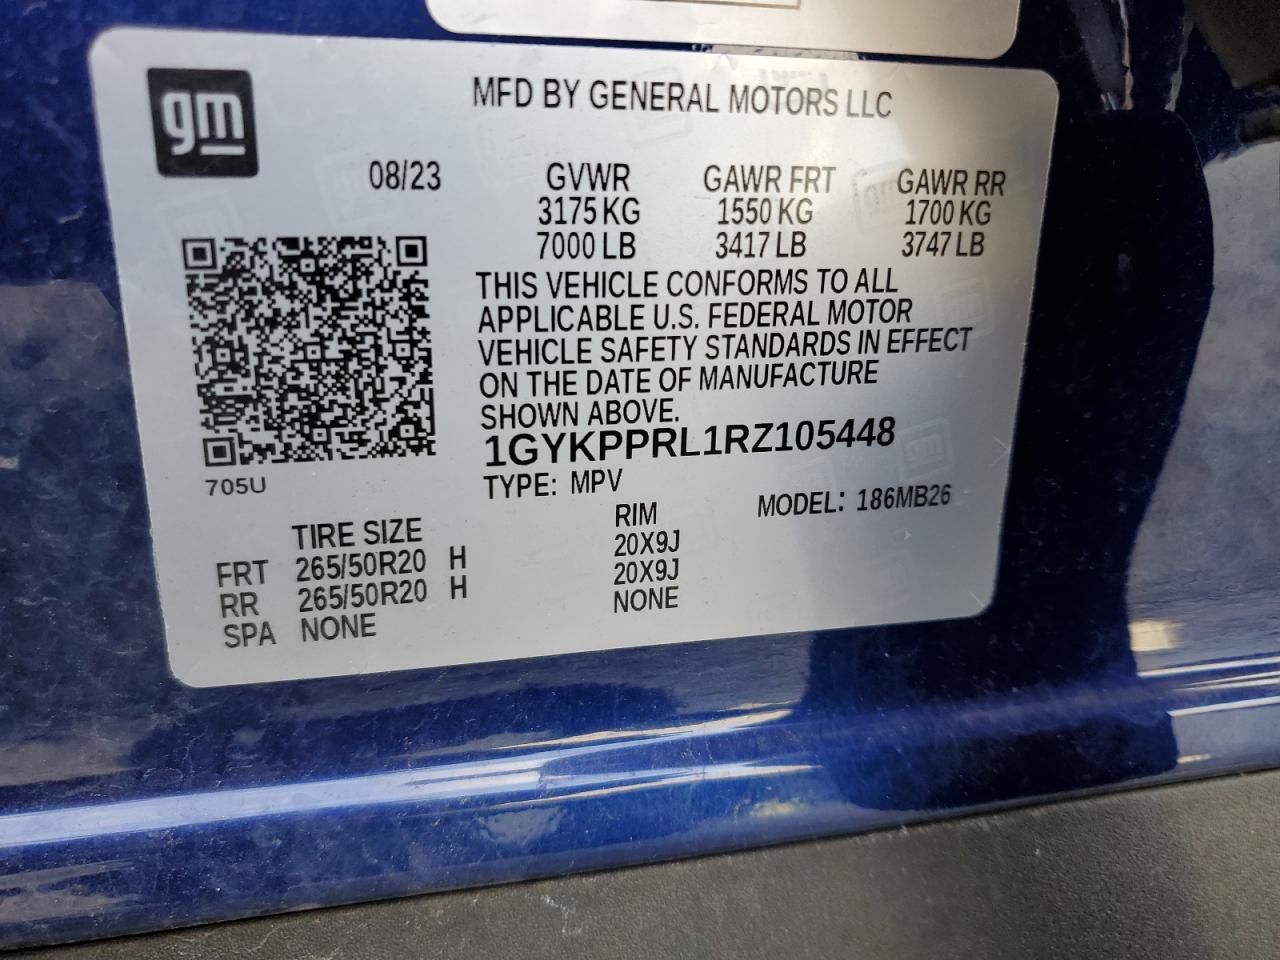 gm
MFD BY GENERAL MOTORS LLC
08/23 GVWR GAWR FRT GAWR RR
3175 KG 1550 KG 1700 KG
7000 LB 3417 LB 3747 LB
THIS VEHICLE CONFORMS TO ALL
APPLICABLE U.S. FEDERAL MOTOR
VEHICLE SAFETY STANDARDS IN EFFECT
ON THE DATE OF MANUFACTURE
SHOWN ABOVE.
1GYKPPRL1RZ105448
705U
TYPE: MPV MODEL: 186MB26
TIRE SIZE RIM
FRT 265/50R20 H 20X9J
RR 265/50R20 H 20X9J
SPA NONE NONE